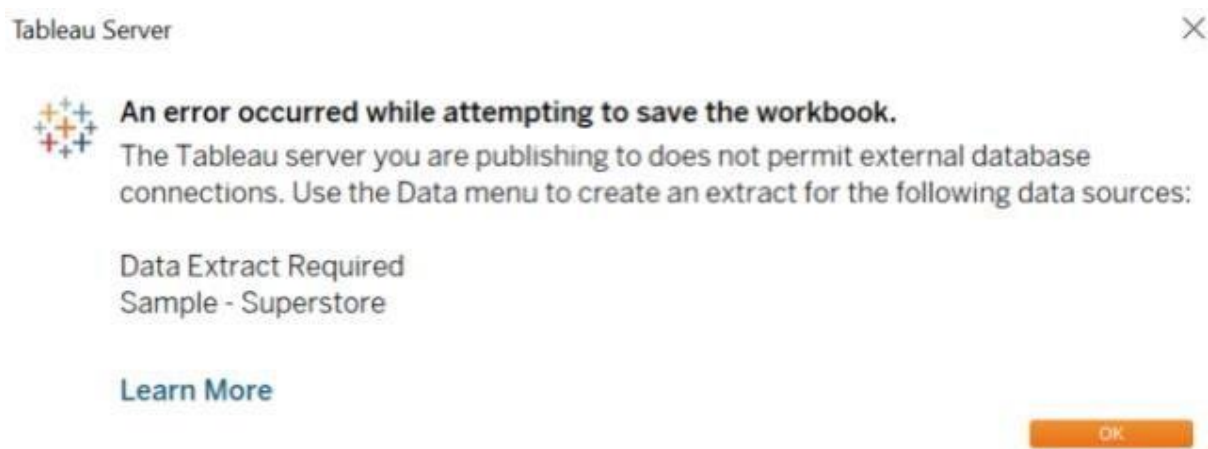 Tableau Server
An error occurred while attempting to save the workbook.
The Tableau server you are publishing to does not permit external database
connections. Use the Data menu to create an extract for the following data sources:
Data Extract Required
Sample - Superstore
Learn More
OK